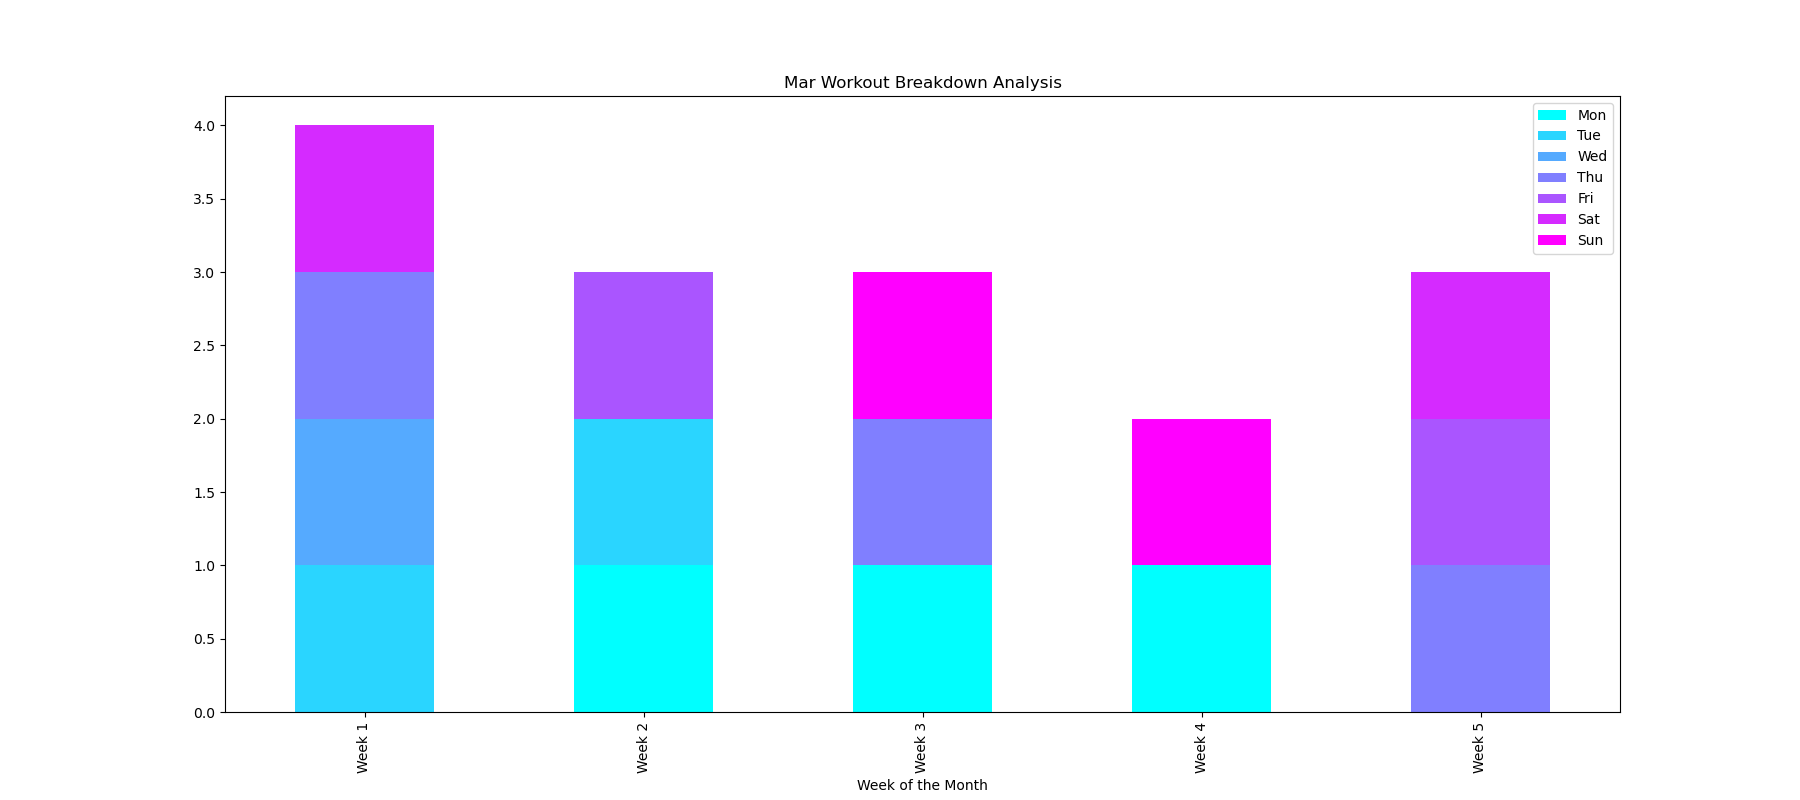 Mar Workout Breakdown Analysis
4.0
3.5
3.0
2.5
2.0
1.5
1.0
0.5
0.0
Mon
Tue
Wed
Thu
Fri
Sat
Sun
Week 1
Week 2
Week 3
Week 4
Week 5
Week of the Month